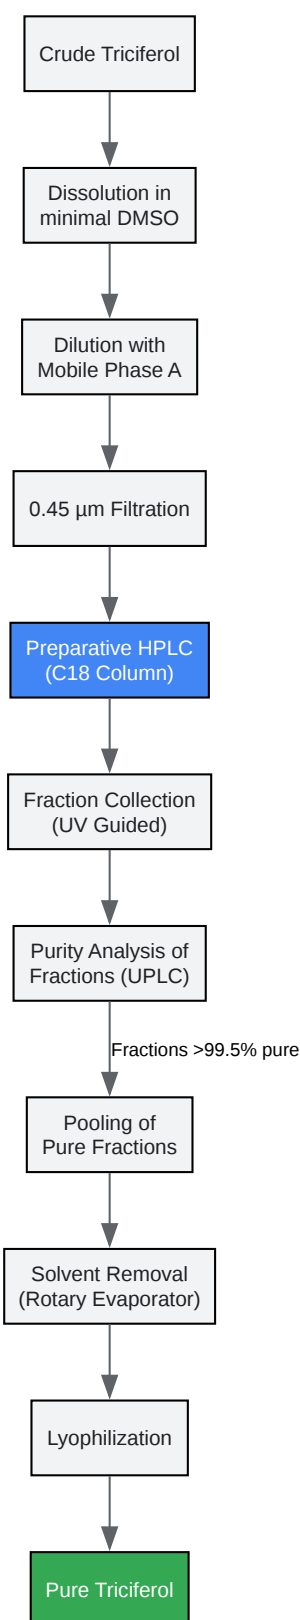 Crude Triciferol
Dissolution in
minimal DMSO
Dilution with
Mobile Phase A
0.45 µm Filtration
Preparative HPLC
(C18 Column)
Fraction Collection
(UV Guided)
Purity Analysis of
Fractions (UPLC)
Fractions >99.5% pure
Pooling of
Pure Fractions
Solvent Removal
(Rotary Evaporator)
Lyophilization
Pure Triciferol